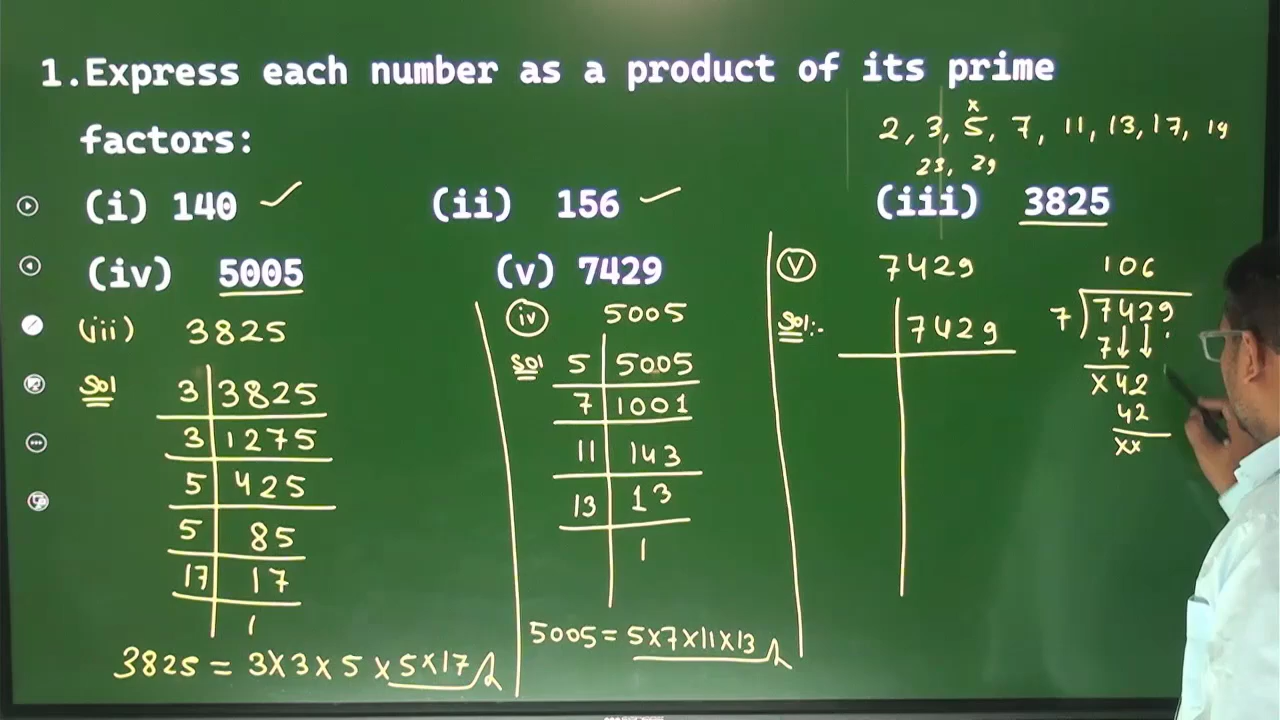 1.Express each number as a product of its prime
factors:
x
2, 3, 5, 7, 11, 13, 17, 19
23, 29
(i) 140 ✓ (ii) 156 ✓ (iii) 3825
(iv) 5005 (v) 7429
(iii) 3825
Sol
3 3825
3 1275
5 425
5 85
17 17
1
3825 = 3×3×5×5×17
(iv) 5005
Sol
5 5005
7 1001
11 143
13 13
1
5005 = 5×7×11×13
(v) 7429
Sol:-
7429
106
7)7429
7↓↓.
×42
42
××